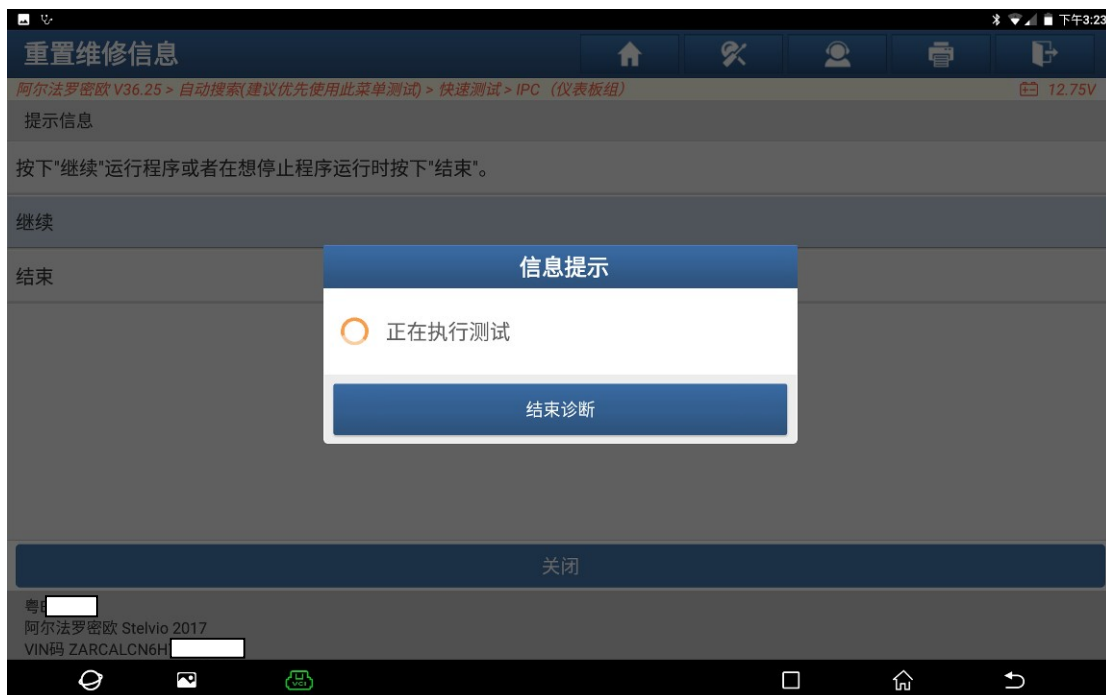 下午3:23
重置维修信息
阿尔法罗密欧 V36.25 > 自动搜索(建议优先使用此菜单测试) > 快速测试 > IPC（仪表板组）
12.75V
提示信息
按下"继续"运行程序或者在想停止程序运行时按下"结束"。
继续
结束
信息提示
正在执行测试
结束诊断
关闭
粤
阿尔法罗密欧 Stelvio 2017
VIN码 ZARCALCN6H
VCI